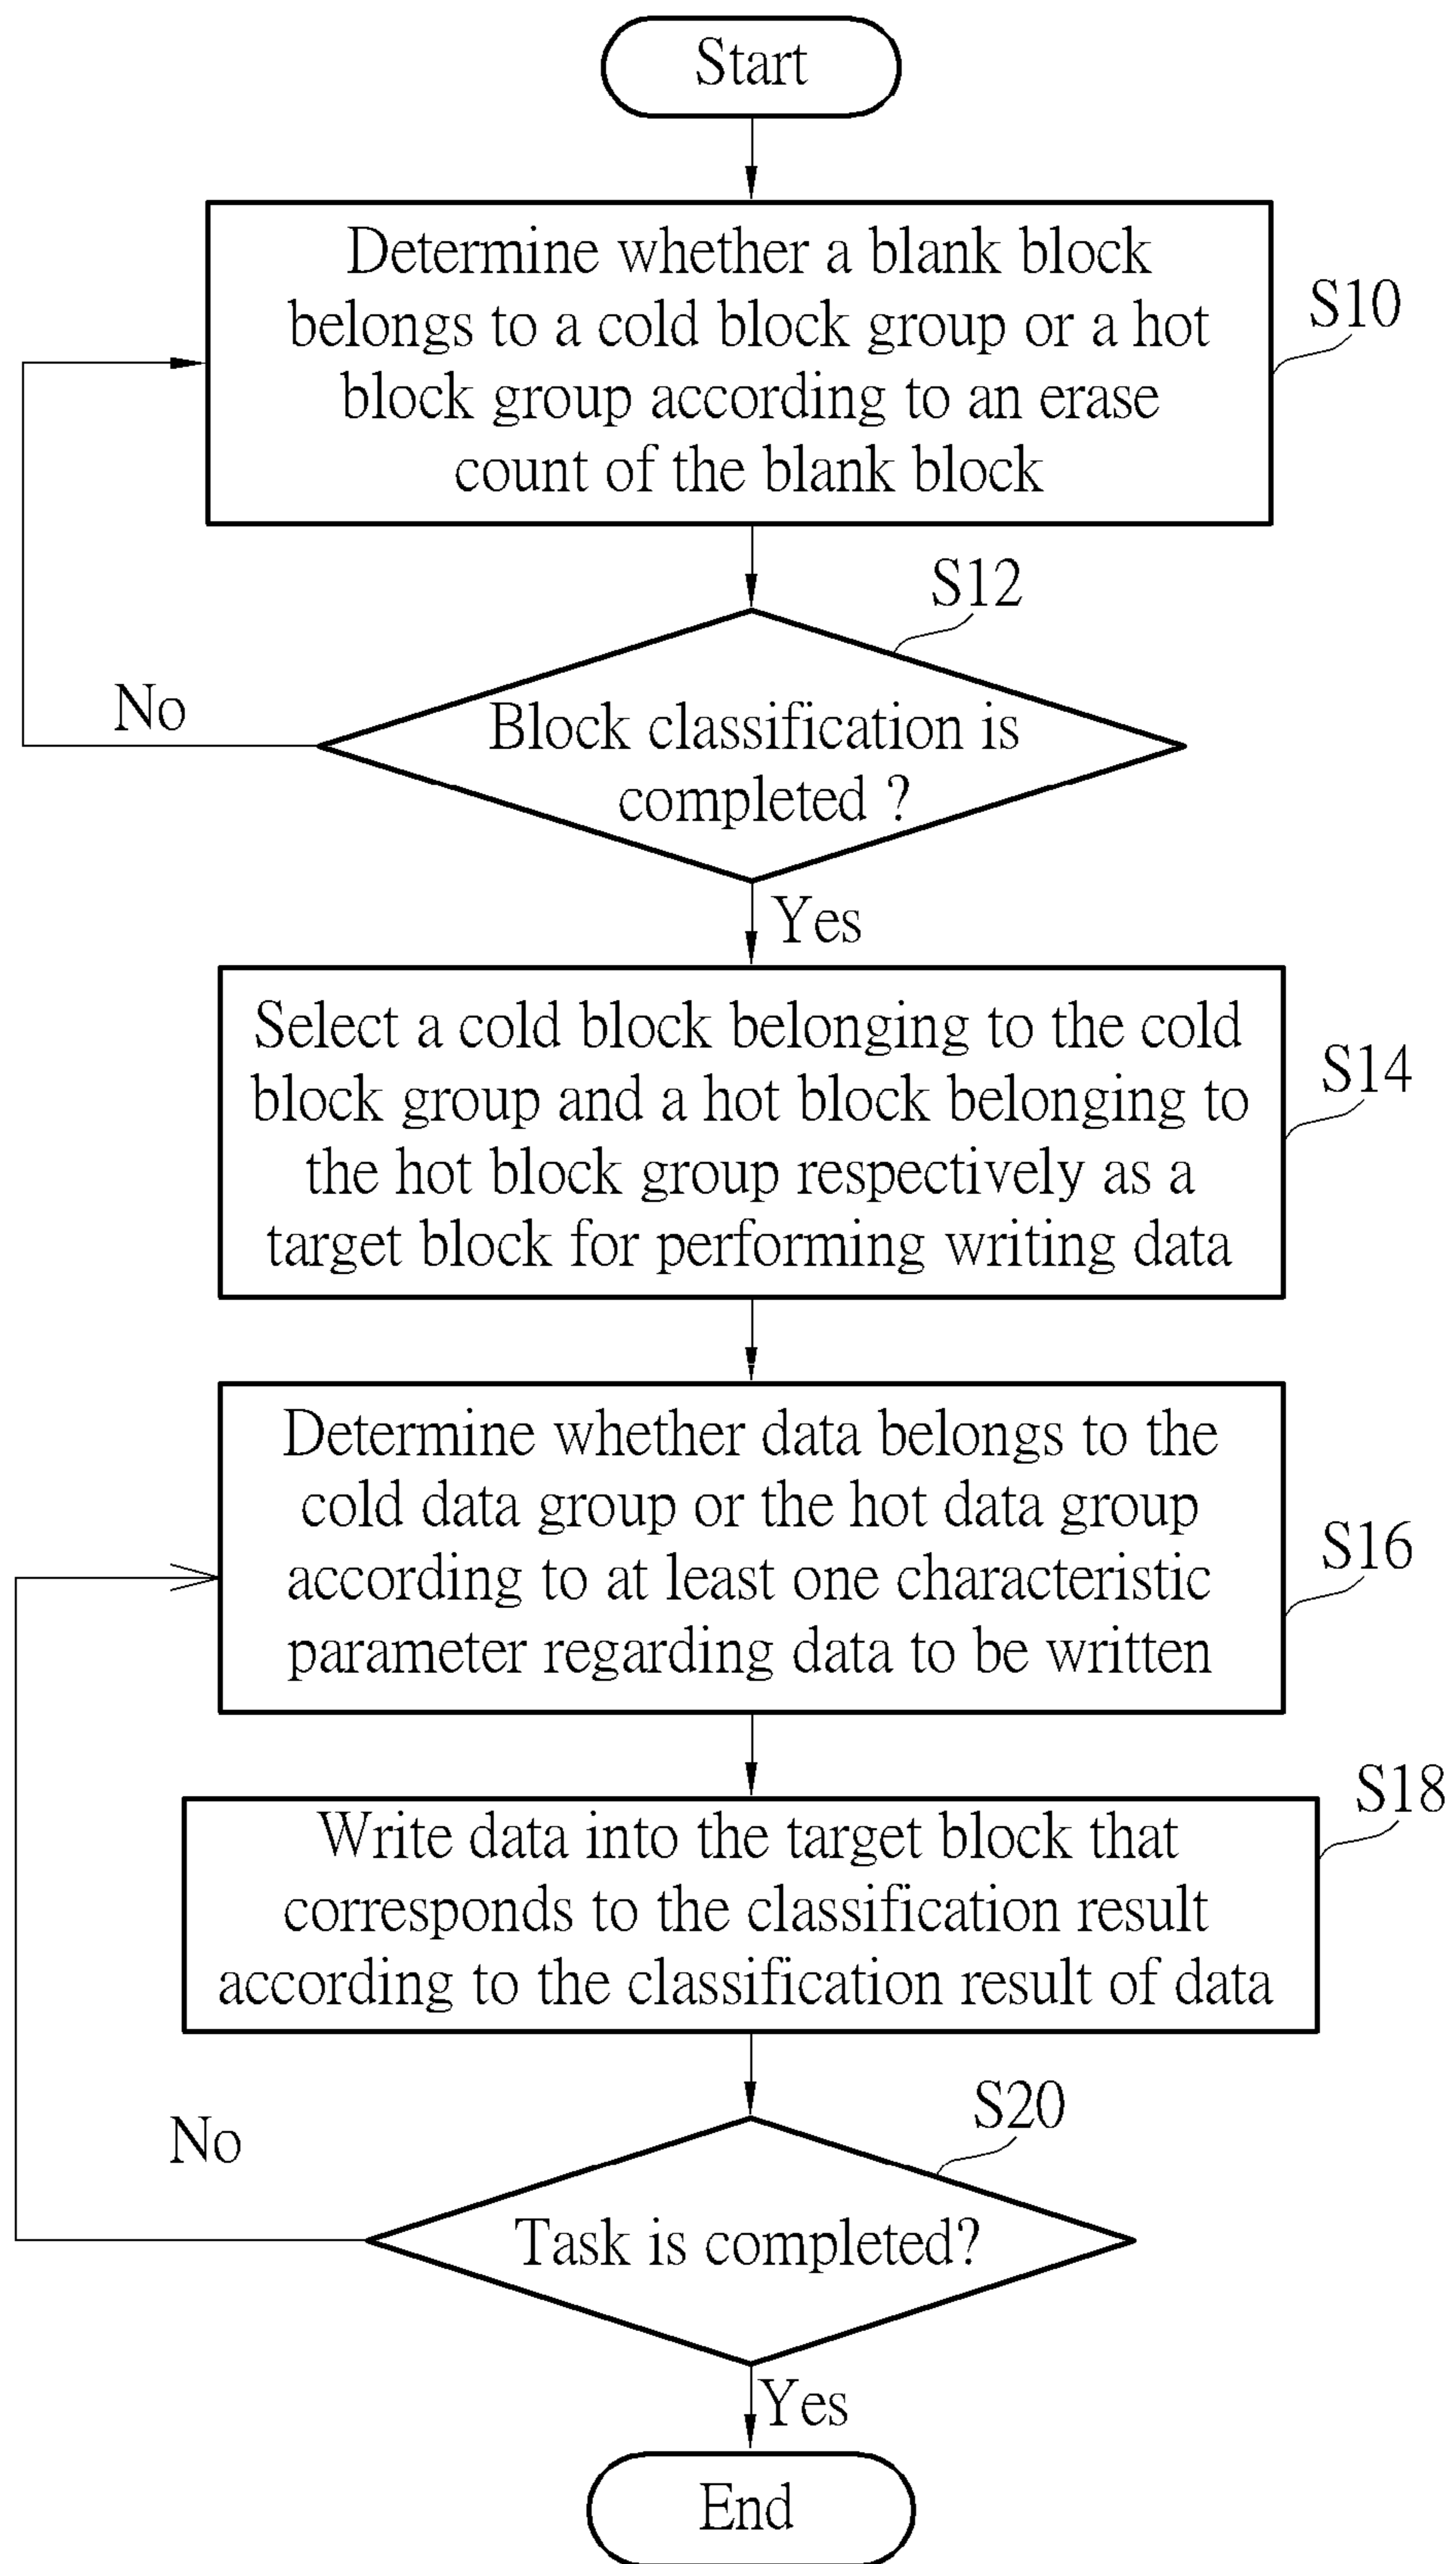 Start
Determine whether a blank block
belongs to a cold block group or a hot
block group according to an erase
count of the blank block
S10
S12
Block classification is
completed ?
No
Yes
Select a cold block belonging to the cold
block group and a hot block belonging to
the hot block group respectively as a
target block for performing writing data
S14
Determine whether data belongs to the
cold data group or the hot data group
according to at least one characteristic
parameter regarding data to be written
S16
Write data into the target block that
corresponds to the classification result
according to the classification result of data
S18
S20
Task is completed?
No
Yes
End